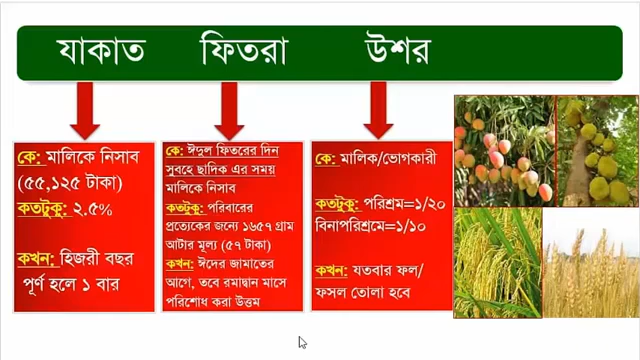 যাকাত ফিতরা উশর
কে: মালিকে নিসাব
(৫৫,১২৫ টাকা)
কতটুকু: ২.৫%
কখন: হিজরী বছর
পূর্ণ হলে ১ বার
কে: ঈদুল ফিতরের দিন
সুবহে ছাদিক এর সময়
মালিকে নিসাব
কতটুকু: পরিবারের
প্রত্যেকের জন্যে ১৬৫৭ গ্রাম
আটার মূল্য (৫৭ টাকা)
কখন: ঈদের জামাতের
আগে, তবে রমাদ্বান মাসে
পরিশোধ করা উত্তম
কে: মালিক/ভোগকারী
কতটুকু: পরিশ্রম=১/২০
বিনাপরিশ্রমে=১/১০
কখন: যতবার ফল/
ফসল তোলা হবে